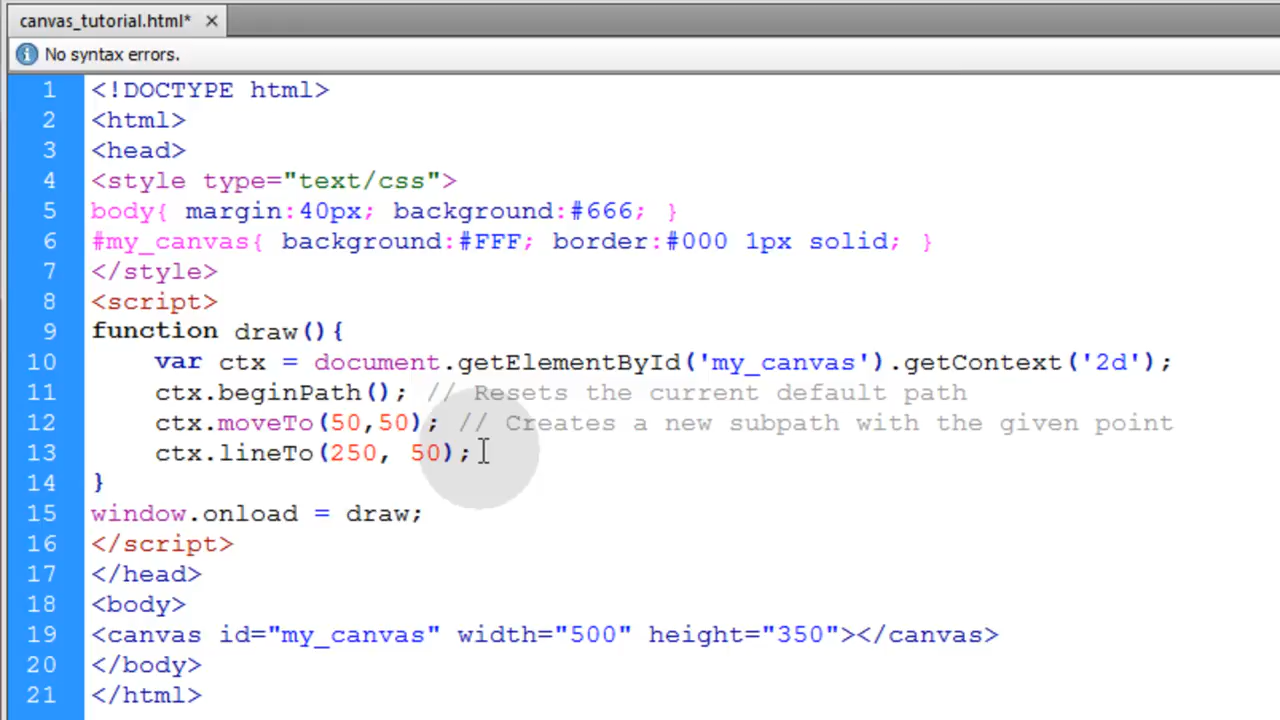 canvas_tutorial.html* ×
No syntax errors.
1 <!DOCTYPE html>
2 <html>
3 <head>
4 <style type="text/css">
5 body{ margin:40px; background:#666; }
6 #my_canvas{ background:#FFF; border:#000 1px solid; }
7 </style>
8 <script>
9 function draw(){
10 var ctx = document.getElementById('my_canvas').getContext('2d');
11 ctx.beginPath(); // Resets the current default path
12 ctx.moveTo(50,50); // Creates a new subpath with the given point
13 ctx.lineTo(250, 50);
14 }
15 window.onload = draw;
16 </script>
17 </head>
18 <body>
19 <canvas id="my_canvas" width="500" height="350"></canvas>
20 </body>
21 </html>